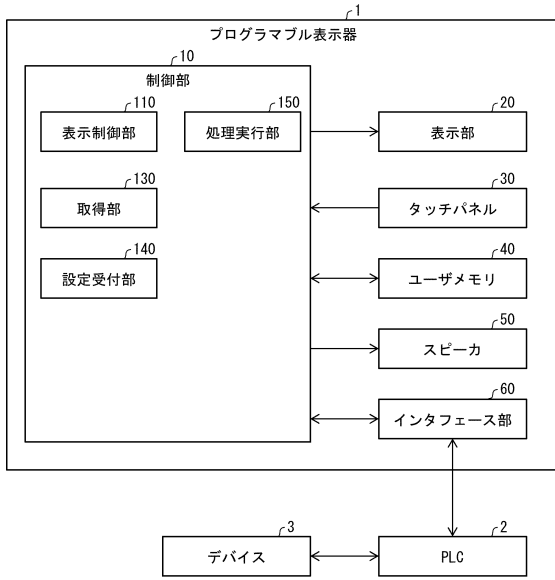 1
プログラマブル表示器
10
制御部
110
表示制御部
150
処理実行部
20
表示部
130
取得部
30
タッチパネル
140
設定受付部
40
ユーザメモリ
50
スピーカ
60
インタフェース部
3
デバイス
2
PLC